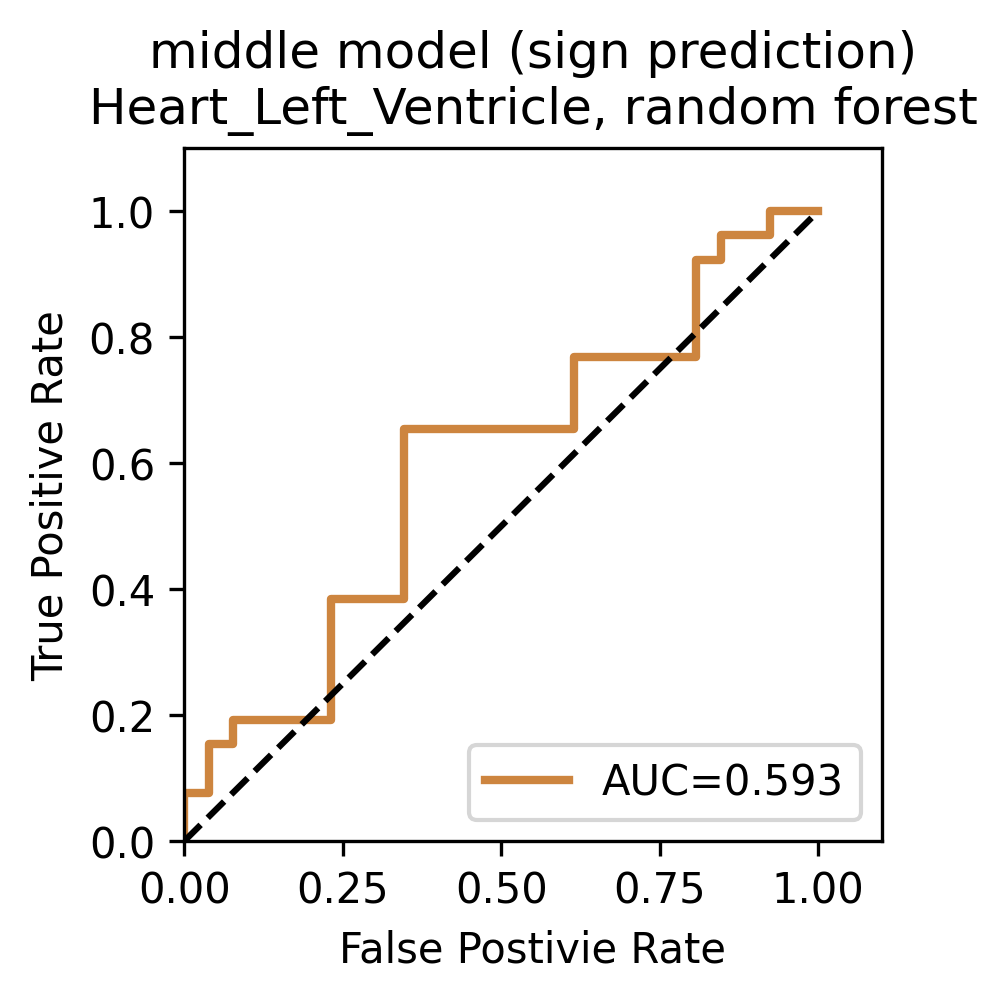 middle model (sign prediction)
Heart_Left_Ventricle, random forest
1.0
0.8
0.6
0.4
0.2
0.0
True Positive Rate
AUC=0.593
0.00 0.25 0.50 0.75 1.00
False Postivie Rate